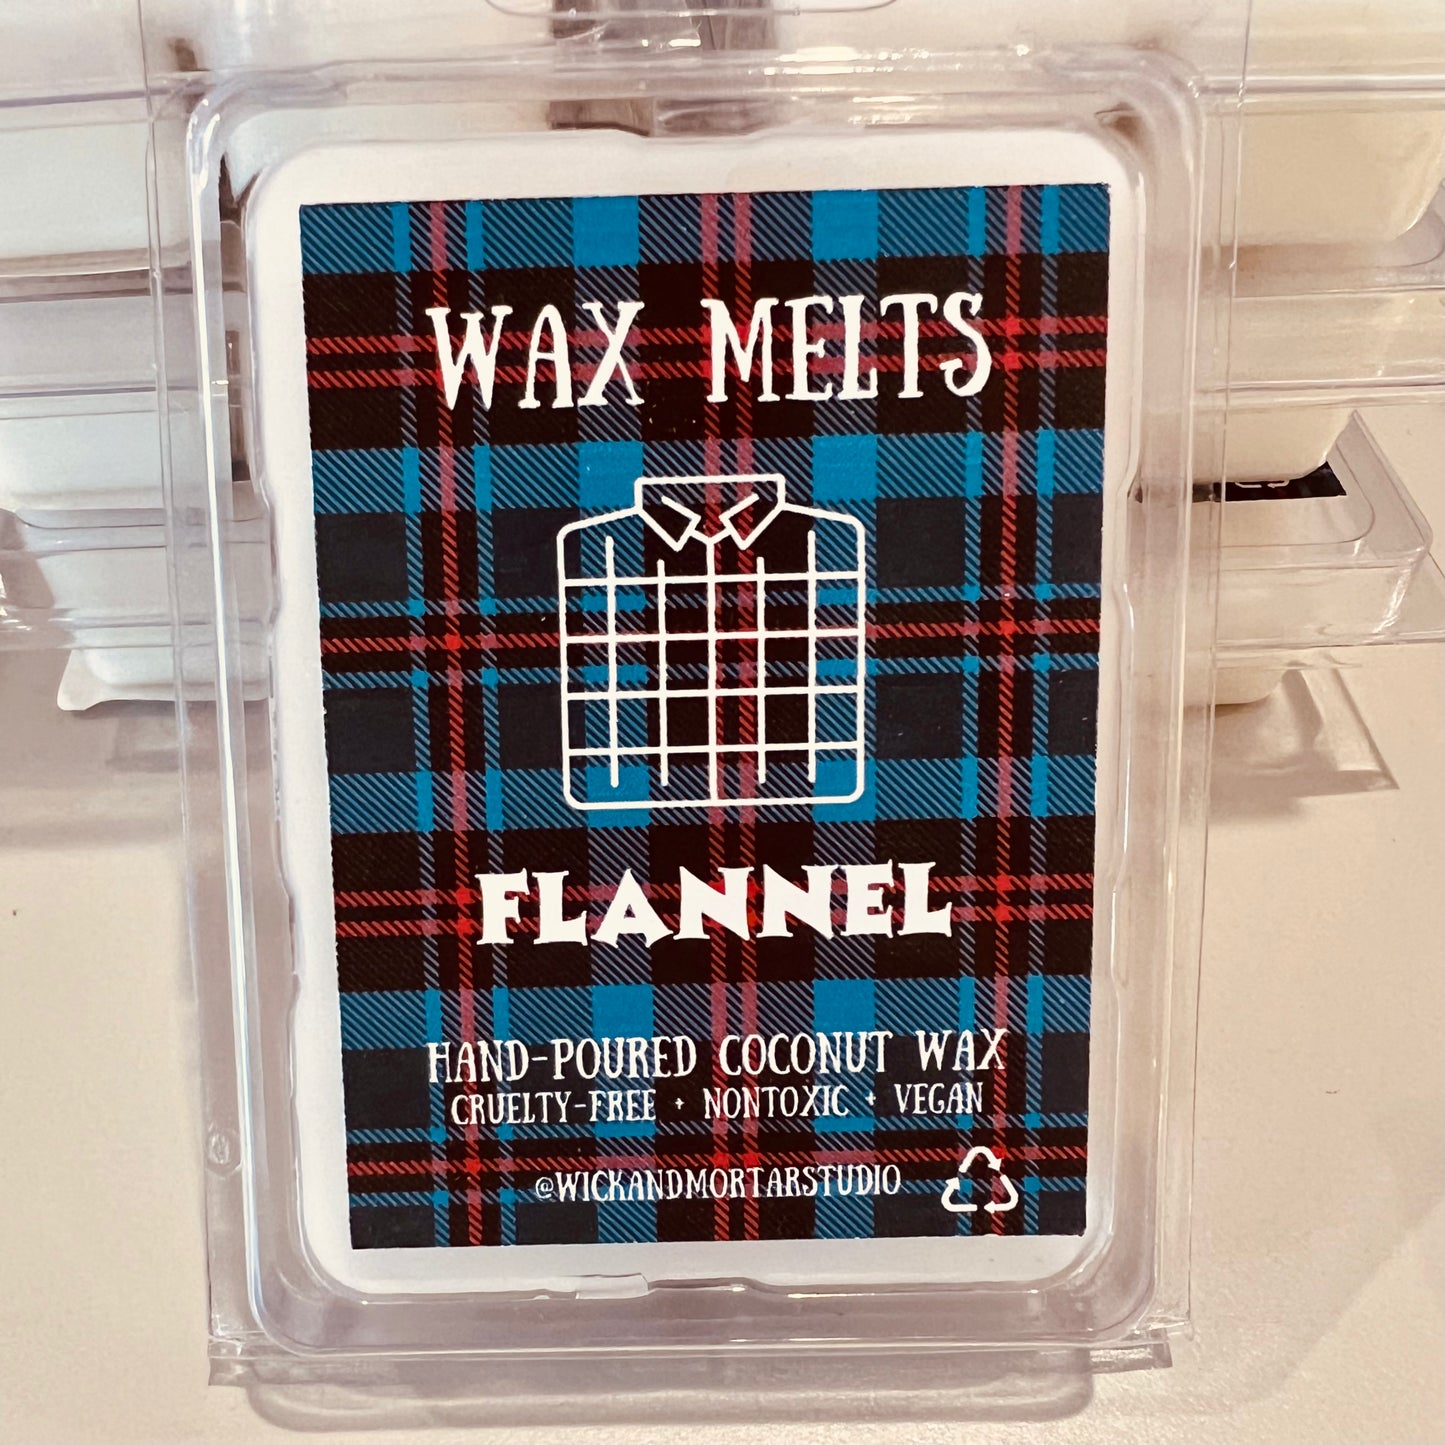 WAX MELTS
FLANNEL
HAND-POURED COCONUT WAX
CRUELTY-FREE + NONTOXIC + VEGAN
@WICKANDMORTARSTUDIO